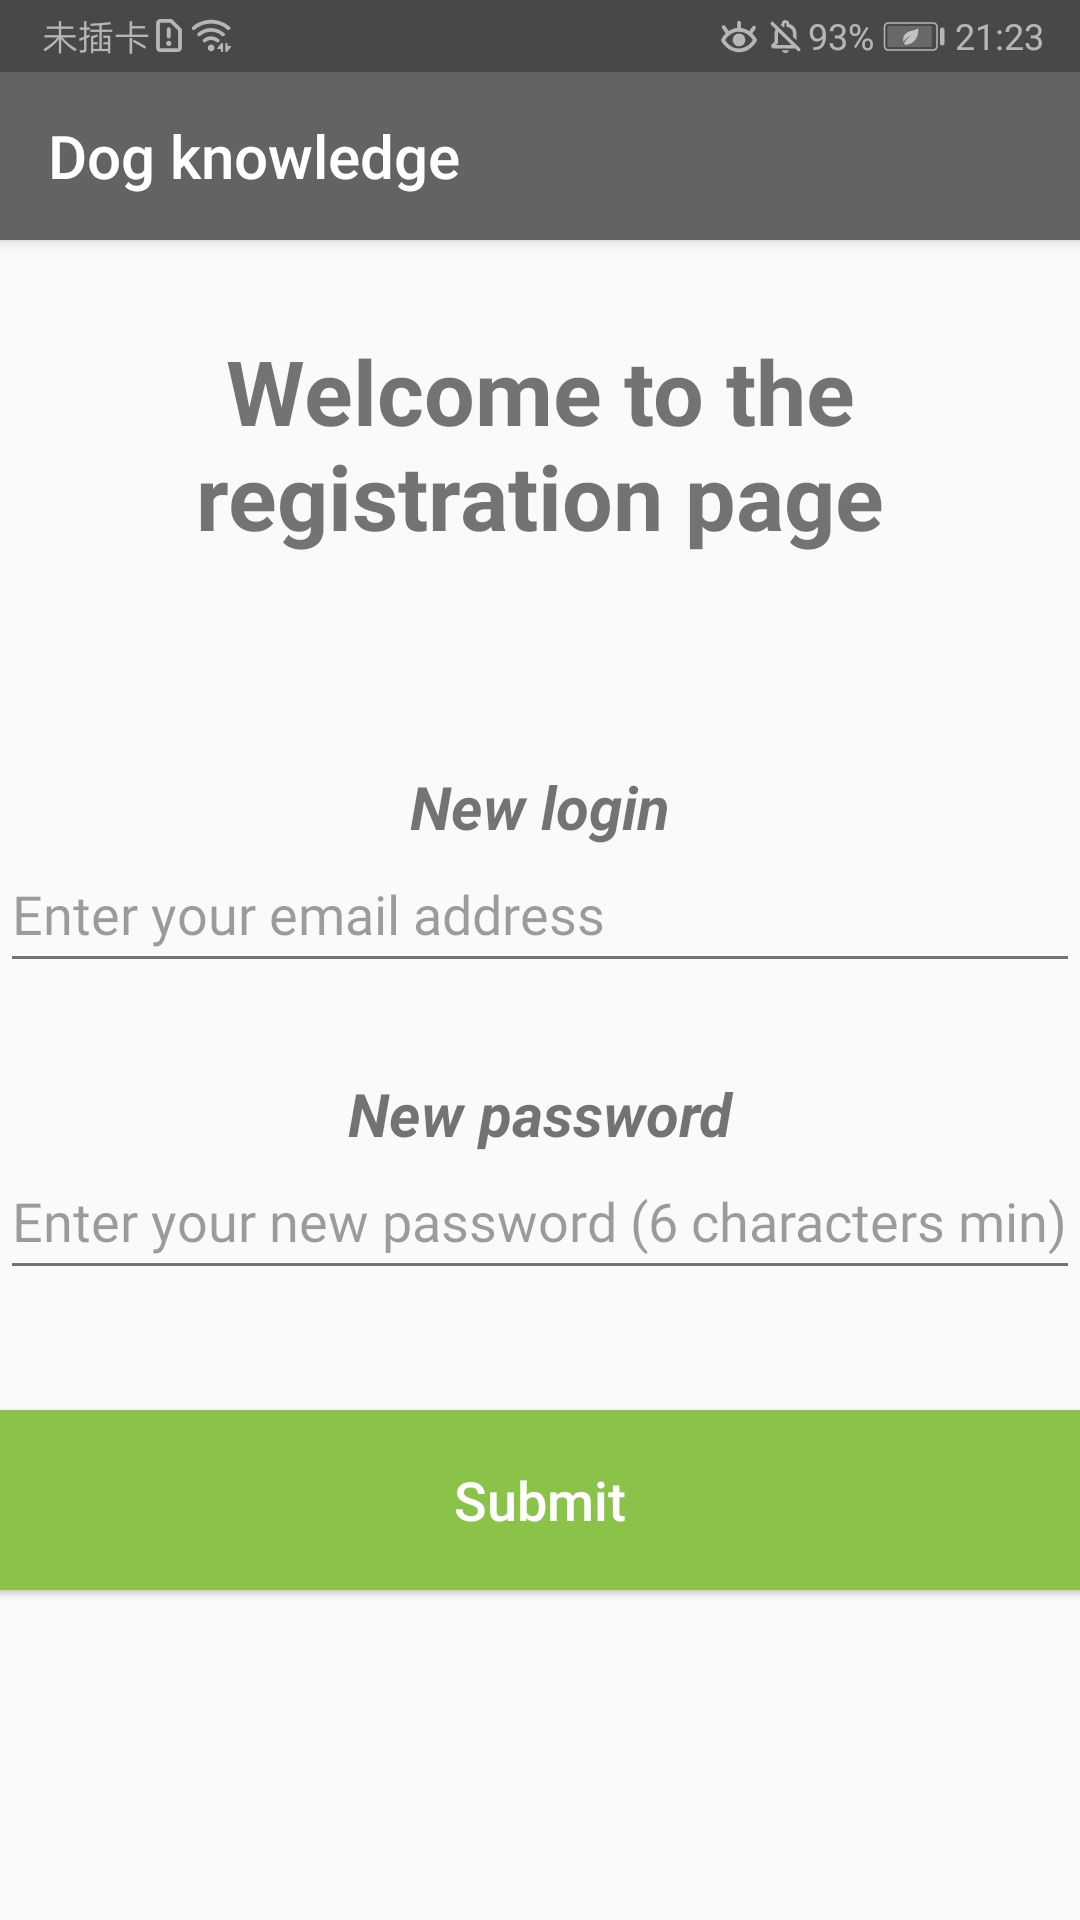 未插卡 93% 21:23
Dog knowledge
Welcome to the
registration page
New login
Enter your email address
New password
Enter your new password (6 characters min)
Submit